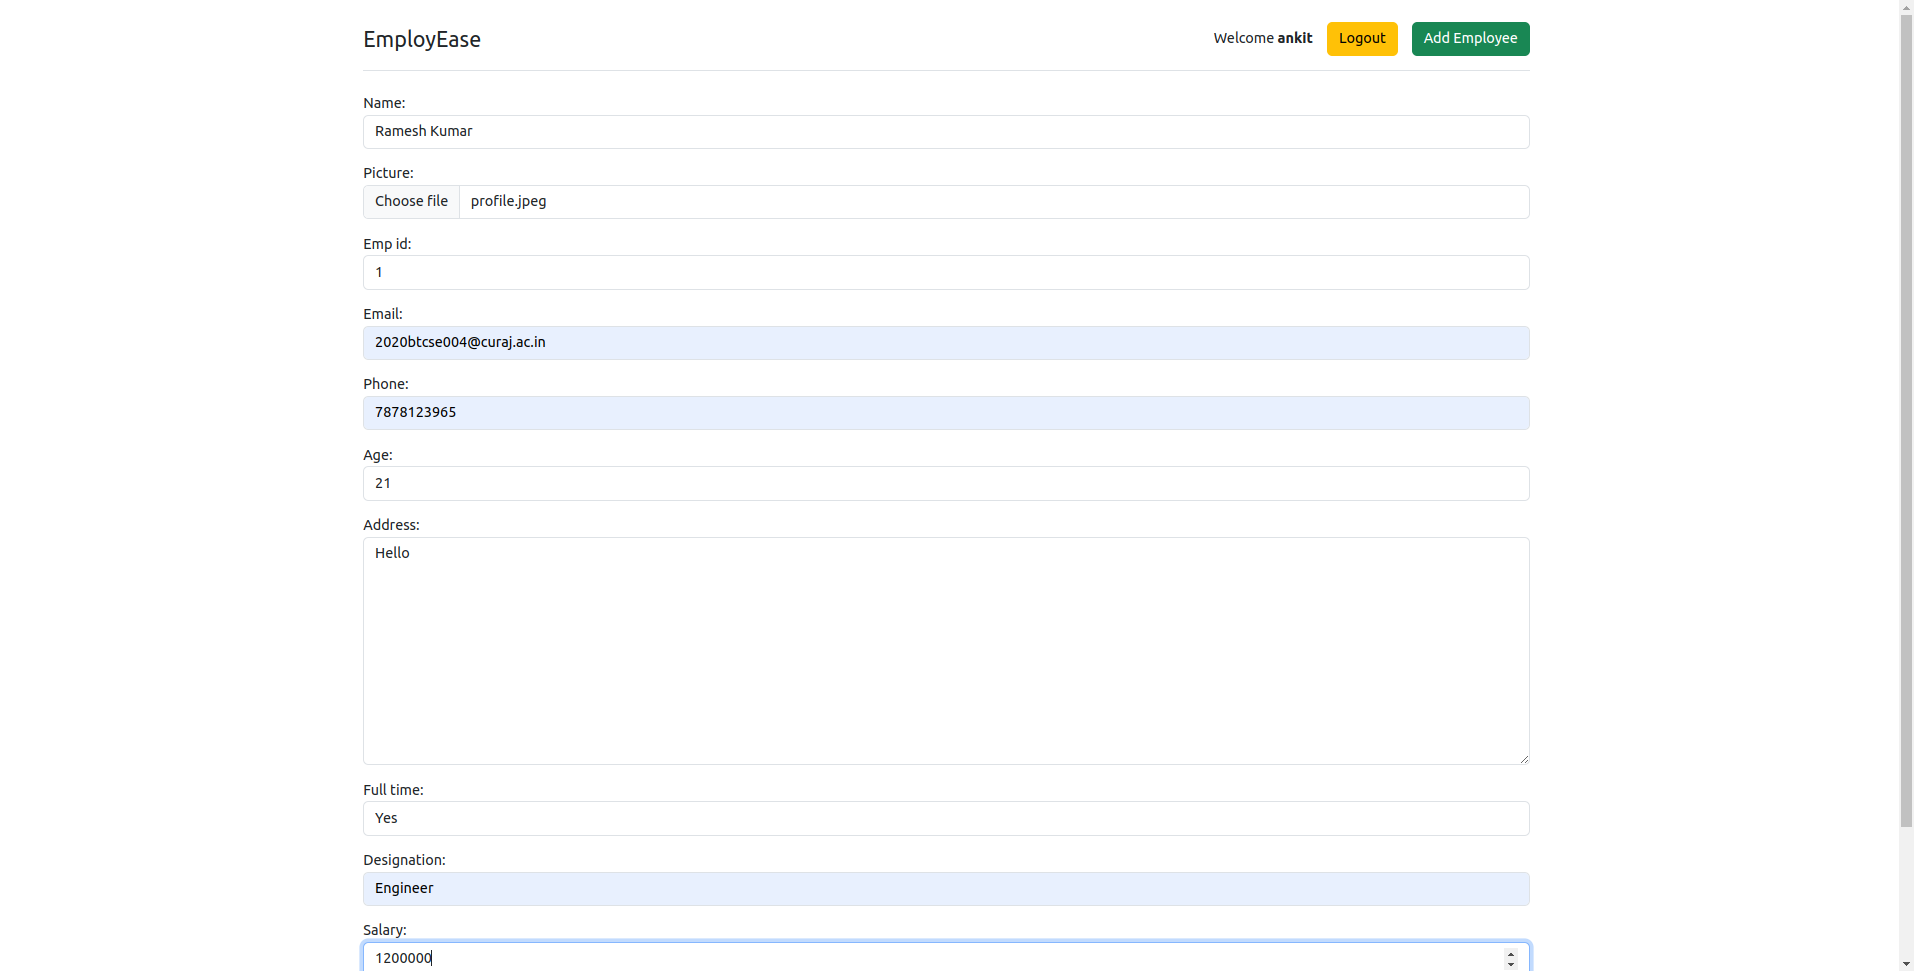 EmployEase
Welcome ankit Logout Add Employee
Name:
Ramesh Kumar
Picture:
Choose file profile.jpeg
Emp id:
1
Email:
2020btcse004@curaj.ac.in
Phone:
7878123965
Age:
21
Address:
Hello
Full time:
Yes
Designation:
Engineer
Salary:
1200000